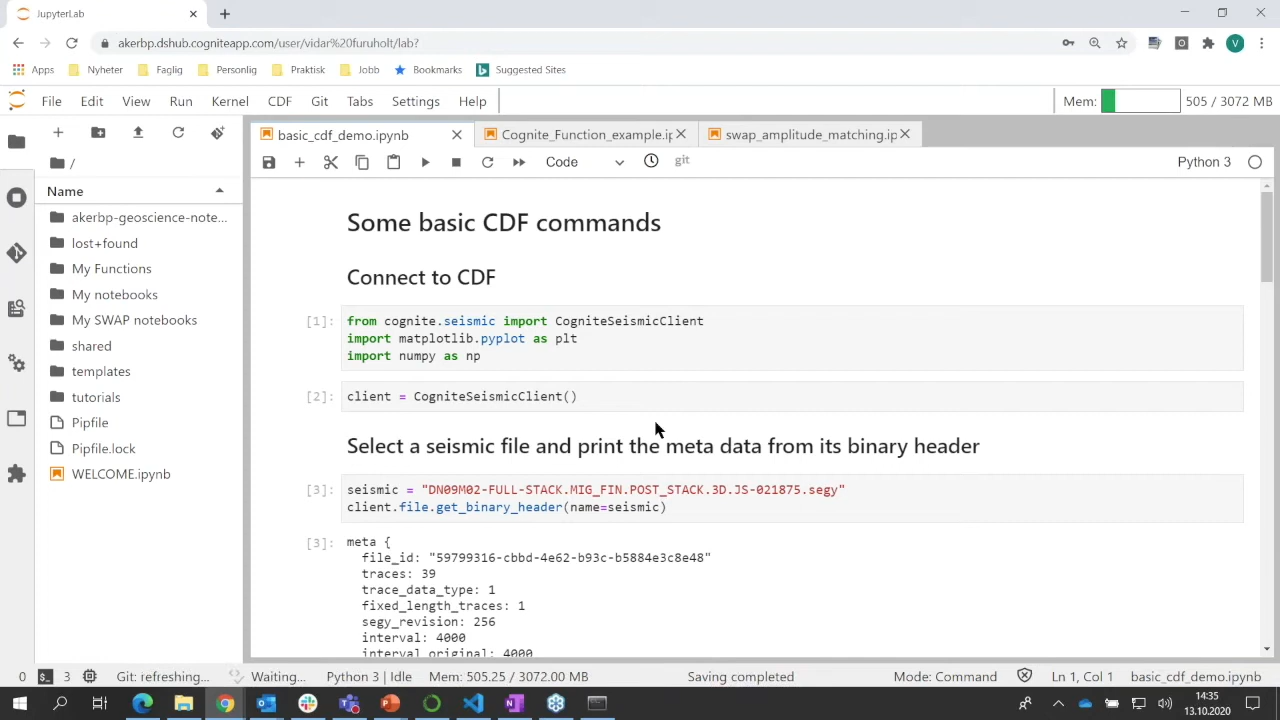 JupyterLab
akerbp.dshub.cogniteapp.com/user/vidar%20furuholt/lab?
V
Apps Nyheter Faglig Personlig Praktisk Jobb Bookmarks Suggested Sites
File Edit View Run Kernel CDF Git Tabs Settings Help Mem: 505 / 3072 MB
basic_cdf_demo.ipynb Cognite_Function_example.ip swap_amplitude_matching.ip
Code git Python 3
/
Name
akerbp-geoscience-note...
lost+found
My Functions
My notebooks
My SWAP notebooks
shared
templates
tutorials
Pipfile
Pipfile.lock
WELCOME.ipynb
Some basic CDF commands
Connect to CDF
[1]: from cognite.seismic import CogniteSeismicClient
import matplotlib.pyplot as plt
import numpy as np
[2]: client = CogniteSeismicClient()
Select a seismic file and print the meta data from its binary header
[3]: seismic = "DN09M02-FULL-STACK.MIG_FIN.POST_STACK.3D.JS-021875.segy"
client.file.get_binary_header(name=seismic)
[3]: meta {
file_id: "59799316-cbbd-4e62-b93c-b5884e3c8e48"
traces: 39
trace_data_type: 1
fixed_length_traces: 1
segy_revision: 256
interval: 4000
interval_original: 4000
0 3 Git: refreshing... Waiting... Python 3 | Idle Mem: 505.25 / 3072.00 MB Saving completed Mode: Command Ln 1, Col 1 basic_cdf_demo.ipynb
14:35
13.10.2020